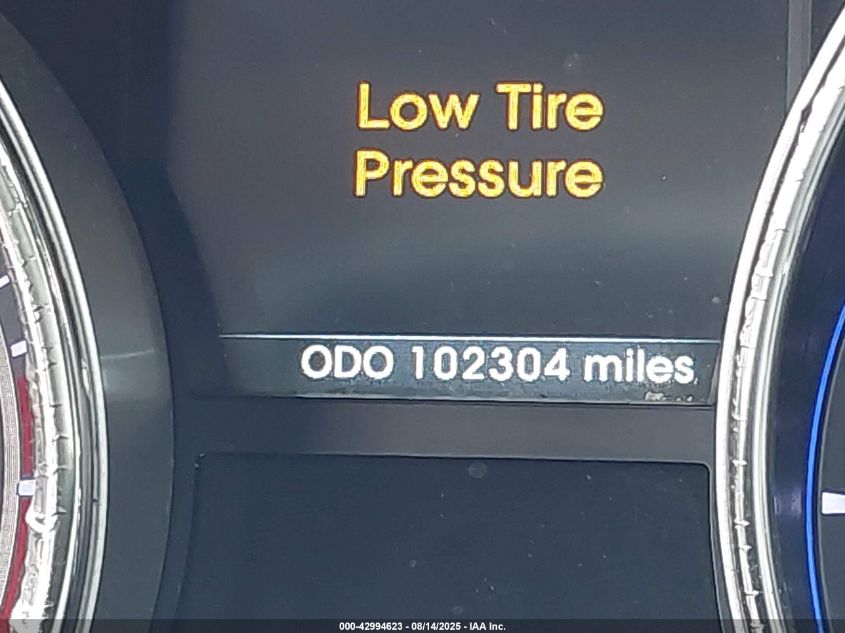 Low Tire
Pressure
ODO 102304 miles
000-42994623 - 08/14/2025 - IAA Inc.